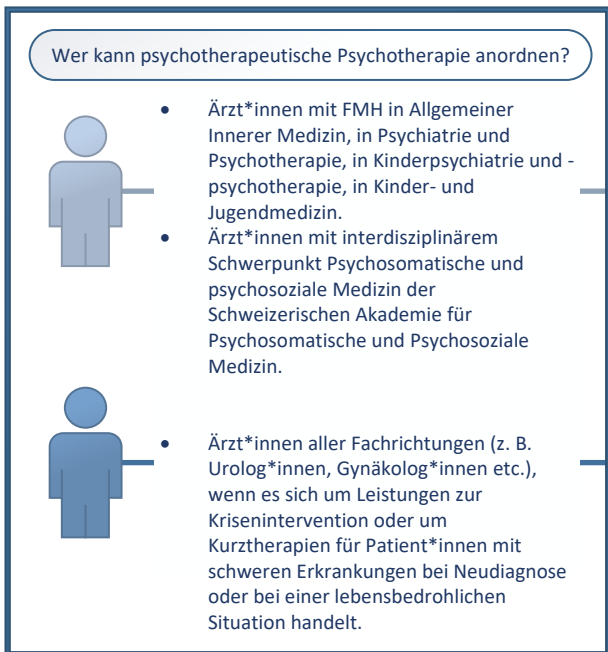 Wer kann psychotherapeutische Psychotherapie anordnen?
• Ärzt*innen mit FMH in Allgemeiner
Innerer Medizin, in Psychiatrie und
Psychotherapie, in Kinderpsychiatrie und -
psychotherapie, in Kinder- und
Jugendmedizin.
• Ärzt*innen mit interdisziplinärem
Schwerpunkt Psychosomatische und
psychosoziale Medizin der
Schweizerischen Akademie für
Psychosomatische und Psychosoziale
Medizin.
• Ärzt*innen aller Fachrichtungen (z. B.
Urolog*innen, Gynäkolog*innen etc.),
wenn es sich um Leistungen zur
Krisenintervention oder um
Kurztherapien für Patient*innen mit
schweren Erkrankungen bei Neudiagnose
oder bei einer lebensbedrohlichen
Situation handelt.